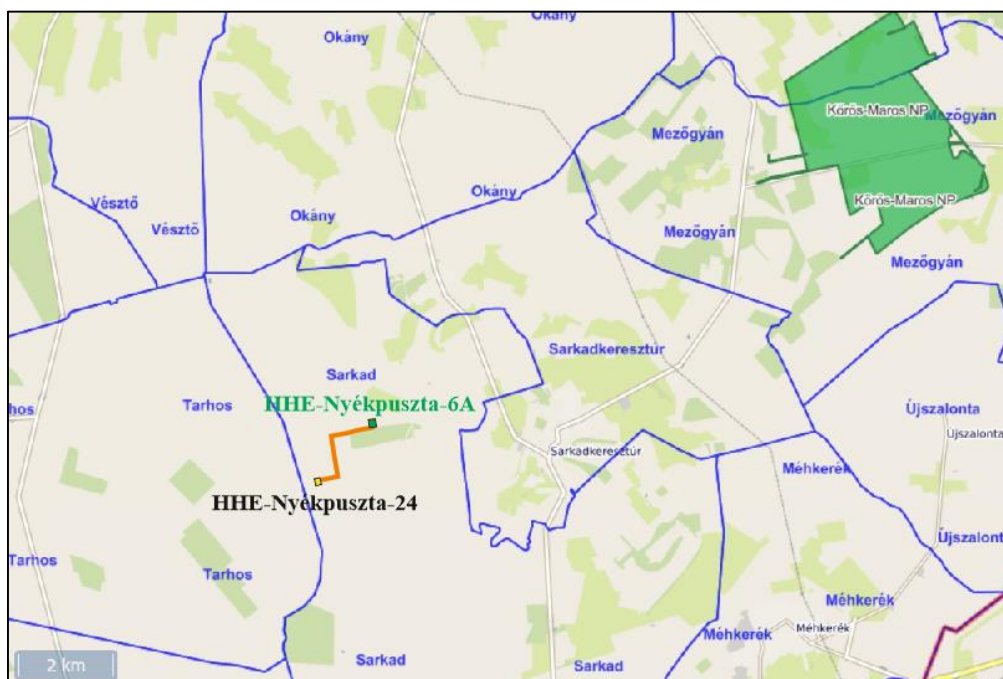 Okány
Okány
Körös-Maros NP
Mezőgyán
Mezőgyán
Vésztő
Okány
Körös-Maros NP
Okány
Vésztő
Mezőgyán
Mezőgyán
Sarkadkeresztúr
Sarkad
HHE-Nyékpuszta-6A
Tarhos
hos
Újszalonta
Újszalonta
Sarkadkeresztúr
Méhkerék
HHE-Nyékpuszta-24
Újszalonta
Tarhos
Tarhos
Méhkerék
Méhkerék
Méhkerék
Sarkad
Sarkad
2 km